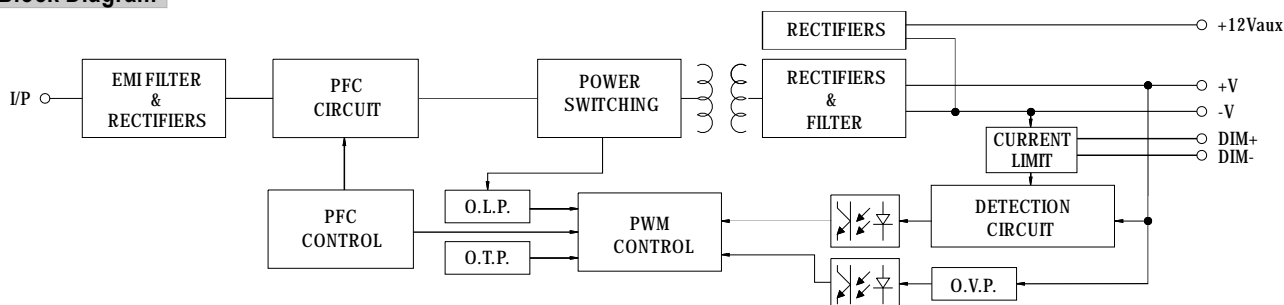 Block Diagram
RECTIFIERS
+12Vaux
I/P
EMI FILTER
&
RECTIFIERS
PFC
CIRCUIT
POWER
SWITCHING
RECTIFIERS
&
FILTER
+V
-V
CURRENT
LIMIT
DIM+
DIM-
PFC
CONTROL
O.L.P.
O.T.P.
PWM
CONTROL
DETECTION
CIRCUIT
O.V.P.